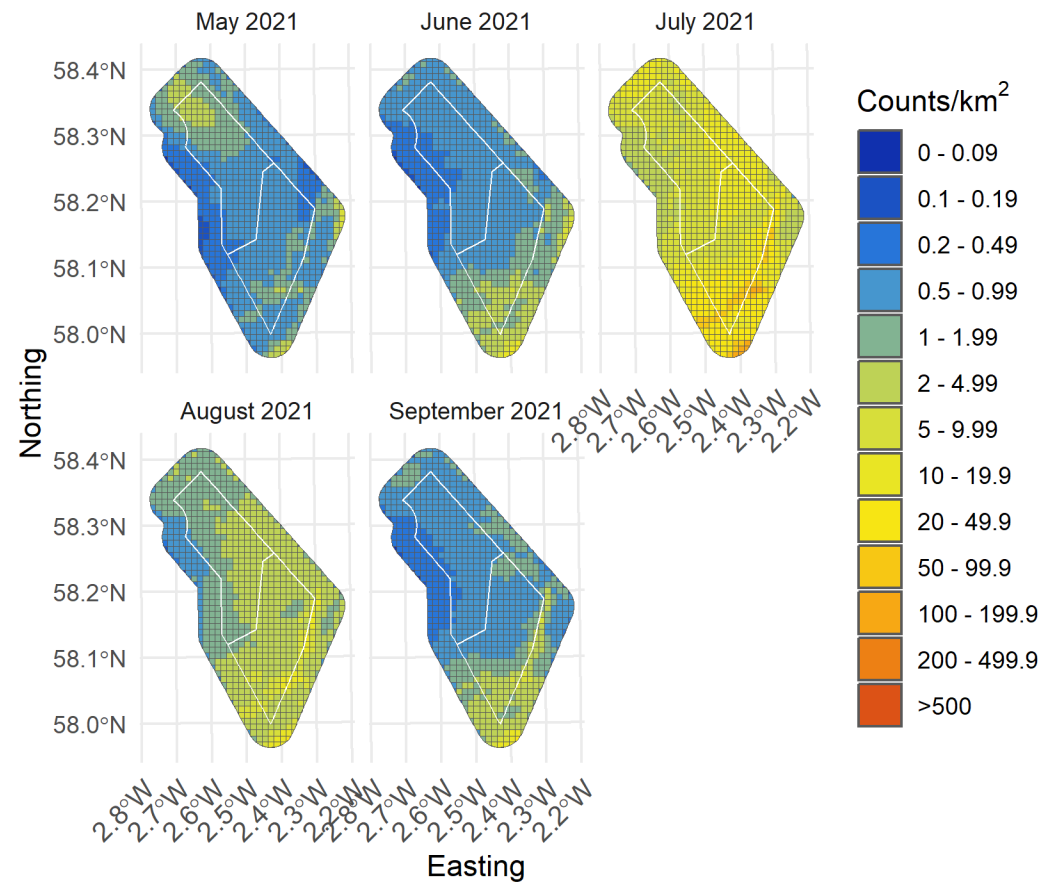 May 2021
June 2021
July 2021
58.4°N
58.3°N
58.2°N
58.1°N
58.0°N
2.8°W
2.7°W
2.6°W
2.5°W
2.4°W
2.3°W
2.2°W
August 2021
September 2021
58.4°N
58.3°N
58.2°N
58.1°N
58.0°N
2.8°W
2.7°W
2.6°W
2.5°W
2.4°W
2.3°W
2.2°W
2.8°W
2.7°W
2.6°W
2.5°W
2.4°W
2.3°W
2.2°W
Northing
Easting
Counts/km²
0 - 0.09
0.1 - 0.19
0.2 - 0.49
0.5 - 0.99
1 - 1.99
2 - 4.99
5 - 9.99
10 - 19.9
20 - 49.9
50 - 99.9
100 - 199.9
200 - 499.9
>500